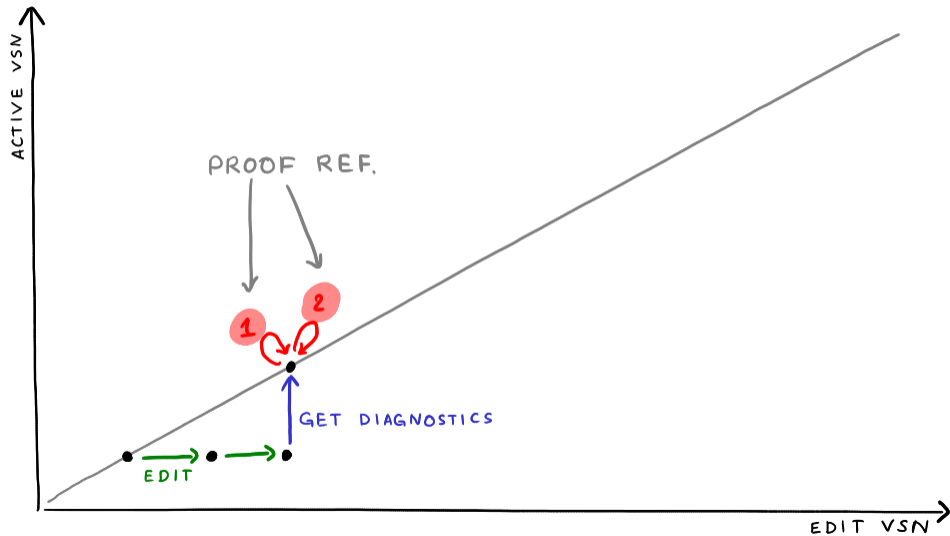 ACTIVE VSN
PROOF REF.
1
2
GET DIAGNOSTICS
EDIT
EDIT VSN